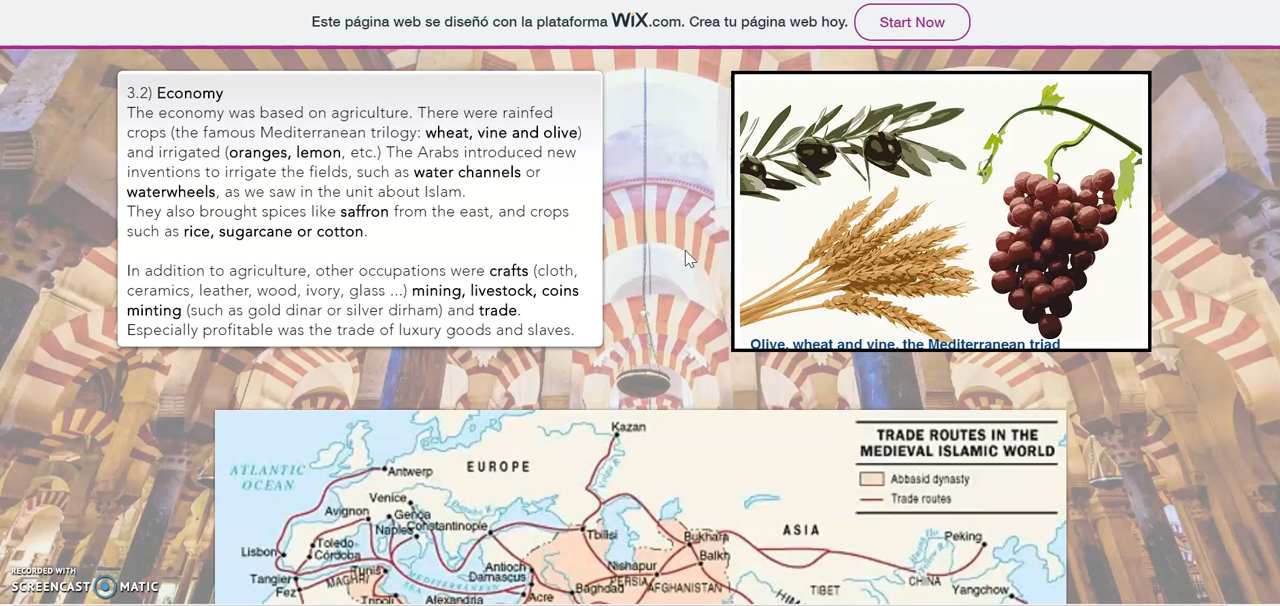 Este página web se diseñó con la plataforma WiX.com. Crea tu página web hoy.
Start Now
3.2) Economy
The economy was based on agriculture. There were rainfed
crops (the famous Mediterranean trilogy: wheat, vine and olive)
and irrigated (oranges, lemon, etc.) The Arabs introduced new
inventions to irrigate the fields, such as water channels or
waterwheels, as we saw in the unit about Islam.
They also brought spices like saffron from the east, and crops
such as rice, sugarcane or cotton.
In addition to agriculture, other occupations were crafts (cloth,
ceramics, leather, wood, ivory, glass ...) mining, livestock, coins
minting (such as gold dinar or silver dirham) and trade.
Especially profitable was the trade of luxury goods and slaves.
Olive, wheat and vine, the Mediterranean triad
TRADE ROUTES IN THE
MEDIEVAL ISLAMIC WORLD
Abbasid dynasty
Trade routes
ATLANTIC
OCEAN
EUROPE
ASIA
Kazan
Antwerp
Venice
Genoa
Avignon
Naples
Constantinople
Tbilisi
Bukhara
Balkh
Peking
Lisbon
Toledo
Córdoba
Tangier
Fez
MAGHRI
Tunis
Tripoli
MEDITERRANEAN
Antioch
Damascus
Acre
Alexandria
Nishapur
PERSIA
AFGHANISTAN
Baghdad
TIBET
CHINA
Yangchow
RECORDED WITH
SCREENCAST MATIC